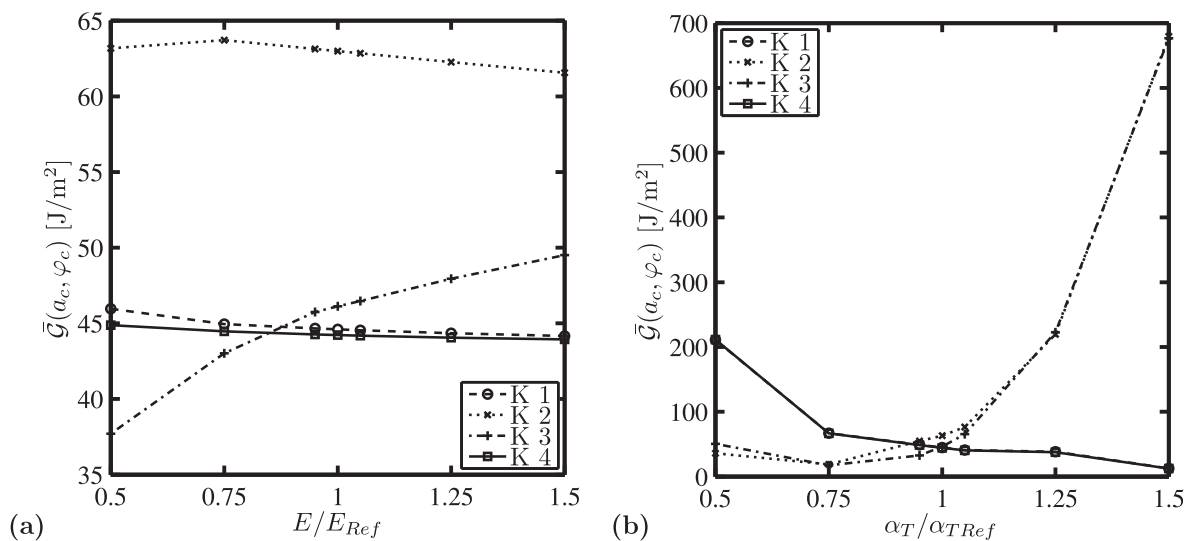 65
60
55
50
45
40
35
0.5 0.75 1 1.25 1.5
𝒢̄(a_c, φ_c) [J/m²]
E/E_Ref
K 1
K 2
K 3
K 4
(a)
700
600
500
400
300
200
100
0
0.5 0.75 1 1.25 1.5
𝒢̄(a_c, φ_c) [J/m²]
α_T/α_TRef
K 1
K 2
K 3
K 4
(b)